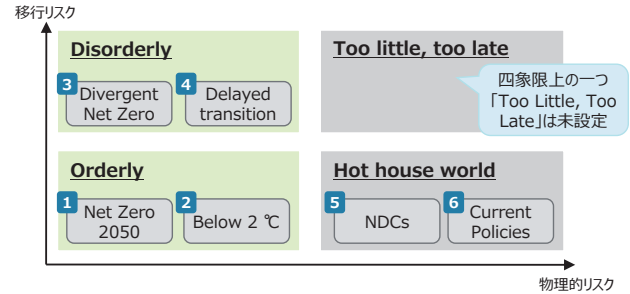 移行リスク
Disorderly
3
Divergent
Net Zero
4
Delayed
transition
Too little, too late
四象限上の一つ
「Too Little, Too
Late」は未設定
Orderly
1
Net Zero
2050
2
Below 2 ℃
Hot house world
5
NDCs
6
Current
Policies
物理的リスク